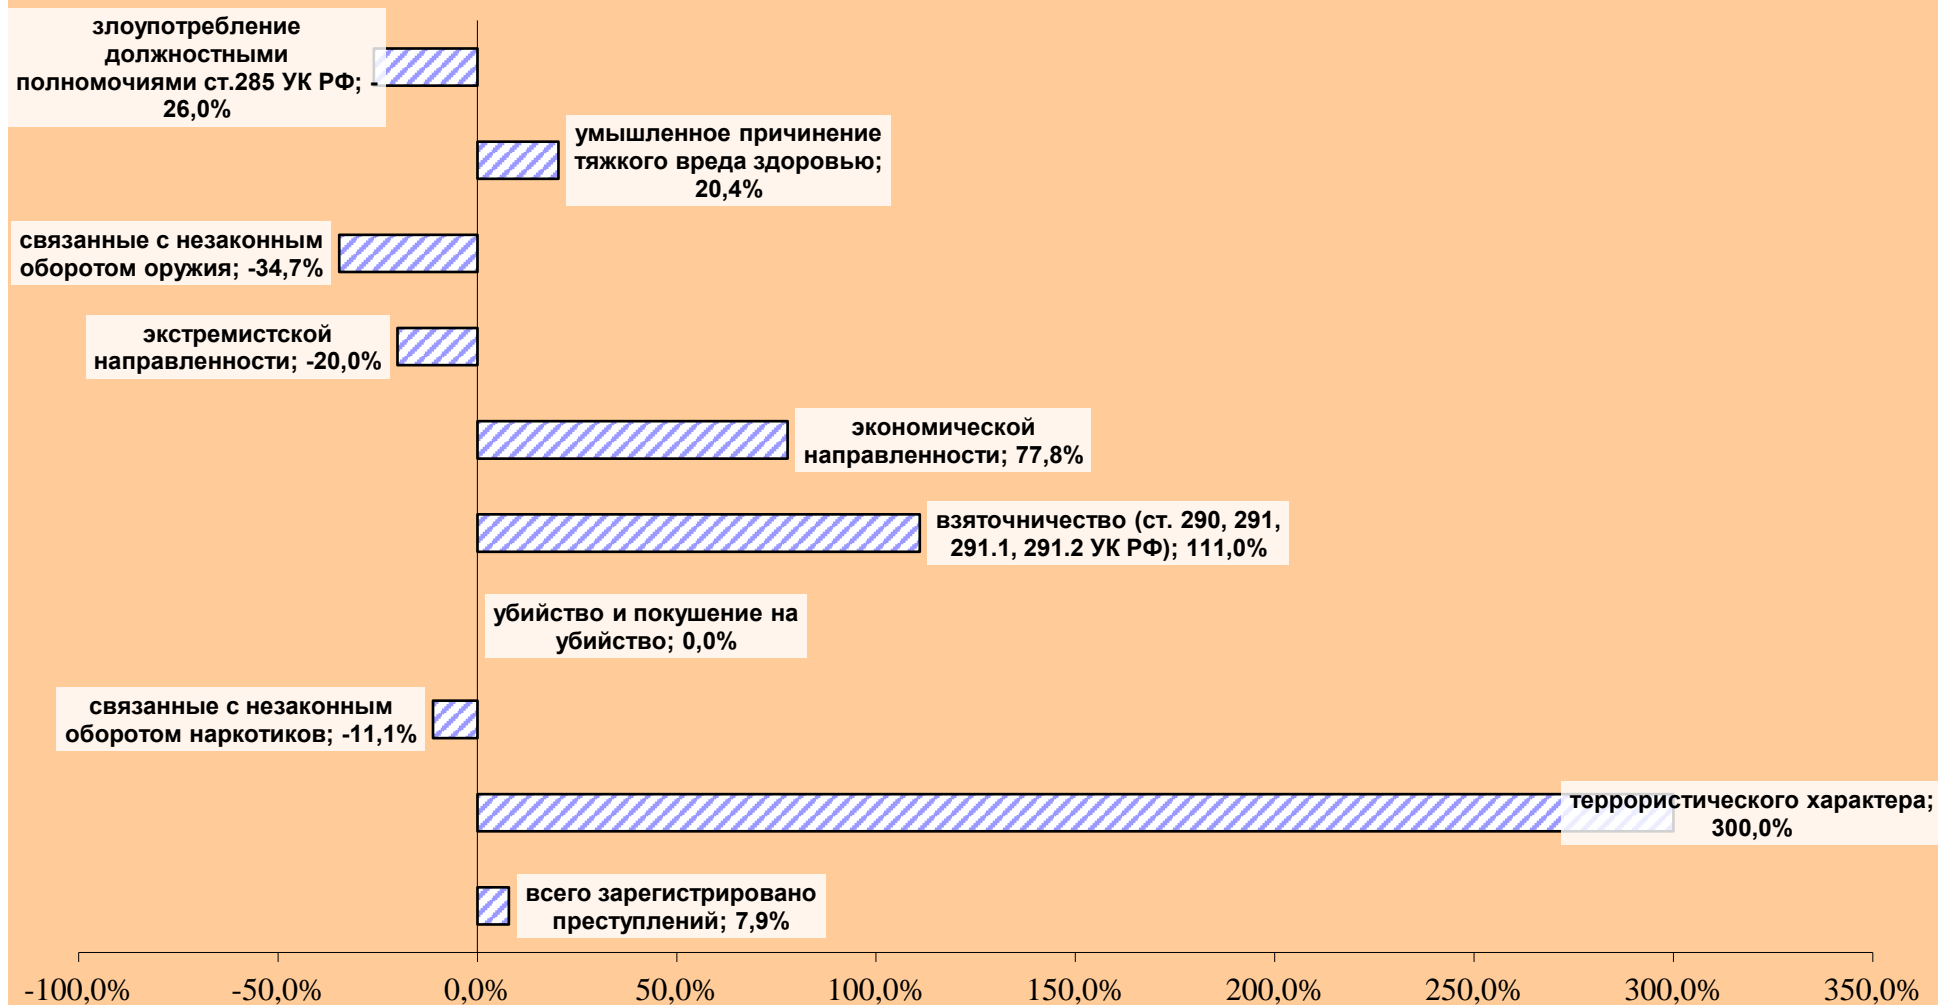 злоупотребление
должностными
полномочиями ст.285 УК РФ; -
26,0%
умышленное причинение
тяжкого вреда здоровью;
20,4%
связанные с незаконным
оборотом оружия; -34,7%
экстремистской
направленности; -20,0%
экономической
направленности; 77,8%
взяточничество (ст. 290, 291,
291.1, 291.2 УК РФ); 111,0%
убийство и покушение на
убийство; 0,0%
связанные с незаконным
оборотом наркотиков; -11,1%
террористического характера;
300,0%
всего зарегистрировано
преступлений; 7,9%
-100,0% -50,0% 0,0% 50,0% 100,0% 150,0% 200,0% 250,0% 300,0% 350,0%